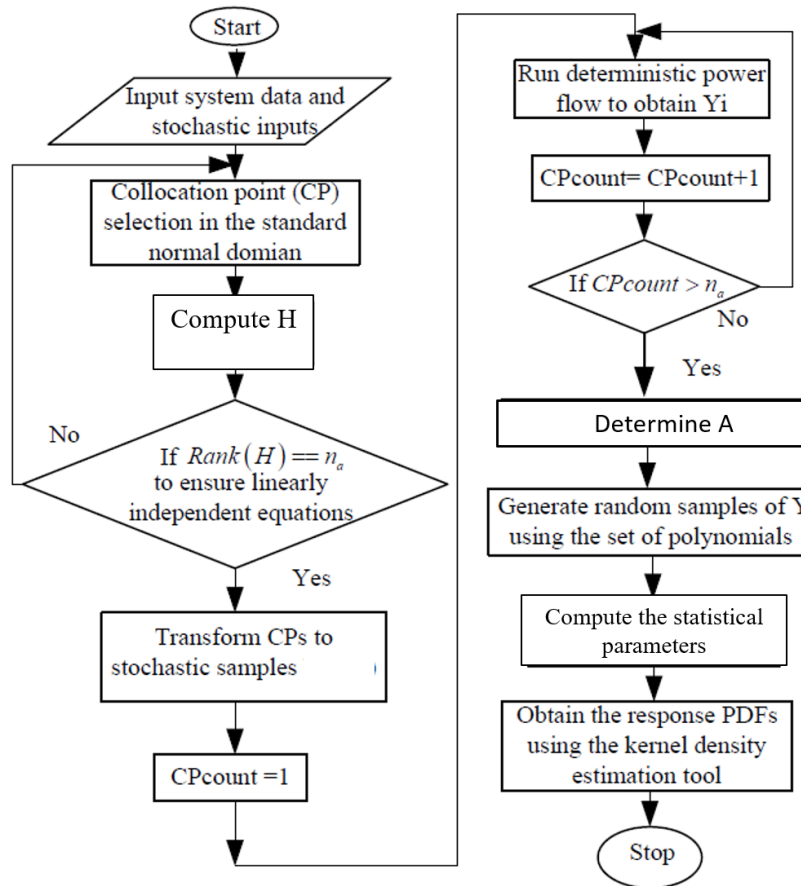 Start
Input system data and
stochastic inputs
Collocation point (CP)
selection in the standard
normal domian
Compute H
No
If Rank(H) == nₐ
to ensure linearly
independent equations
Yes
Transform CPs to
stochastic samples )
CPcount =1
Run deterministic power
flow to obtain Yi
CPcount= CPcount+1
If CPcount > nₐ
No
Yes
Determine A
Generate random samples of Y
using the set of polynomials
Compute the statistical
parameters
Obtain the response PDFs
using the kernel density
estimation tool
Stop